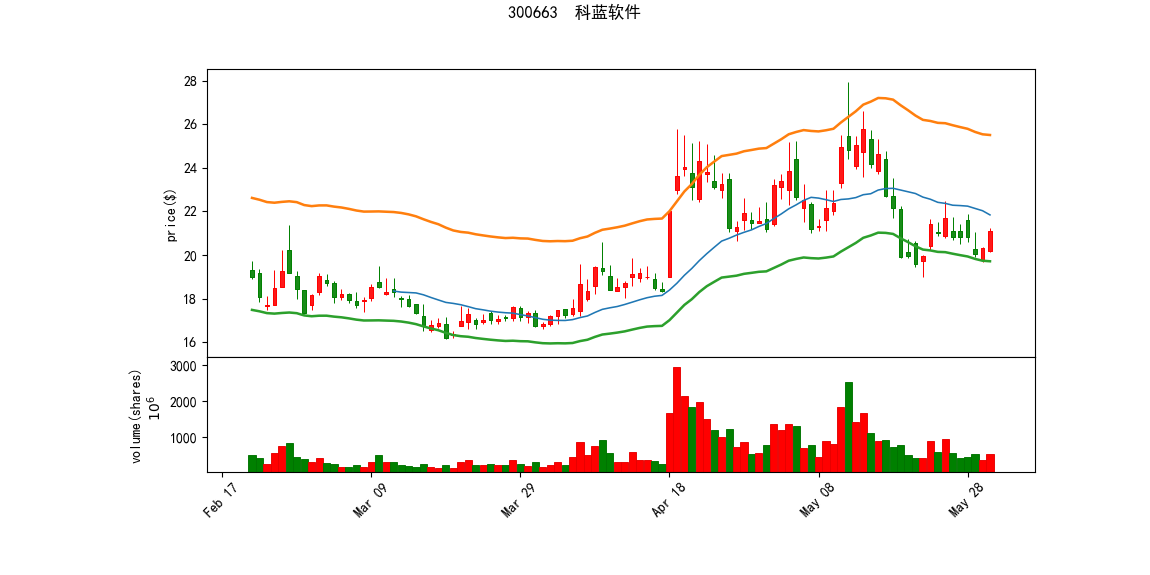 300663 科蓝软件
price($)
28
26
24
22
20
18
16
volume(shares)
10^6
3000
2000
1000
Feb 17
Mar 09
Mar 29
Apr 18
May 08
May 28